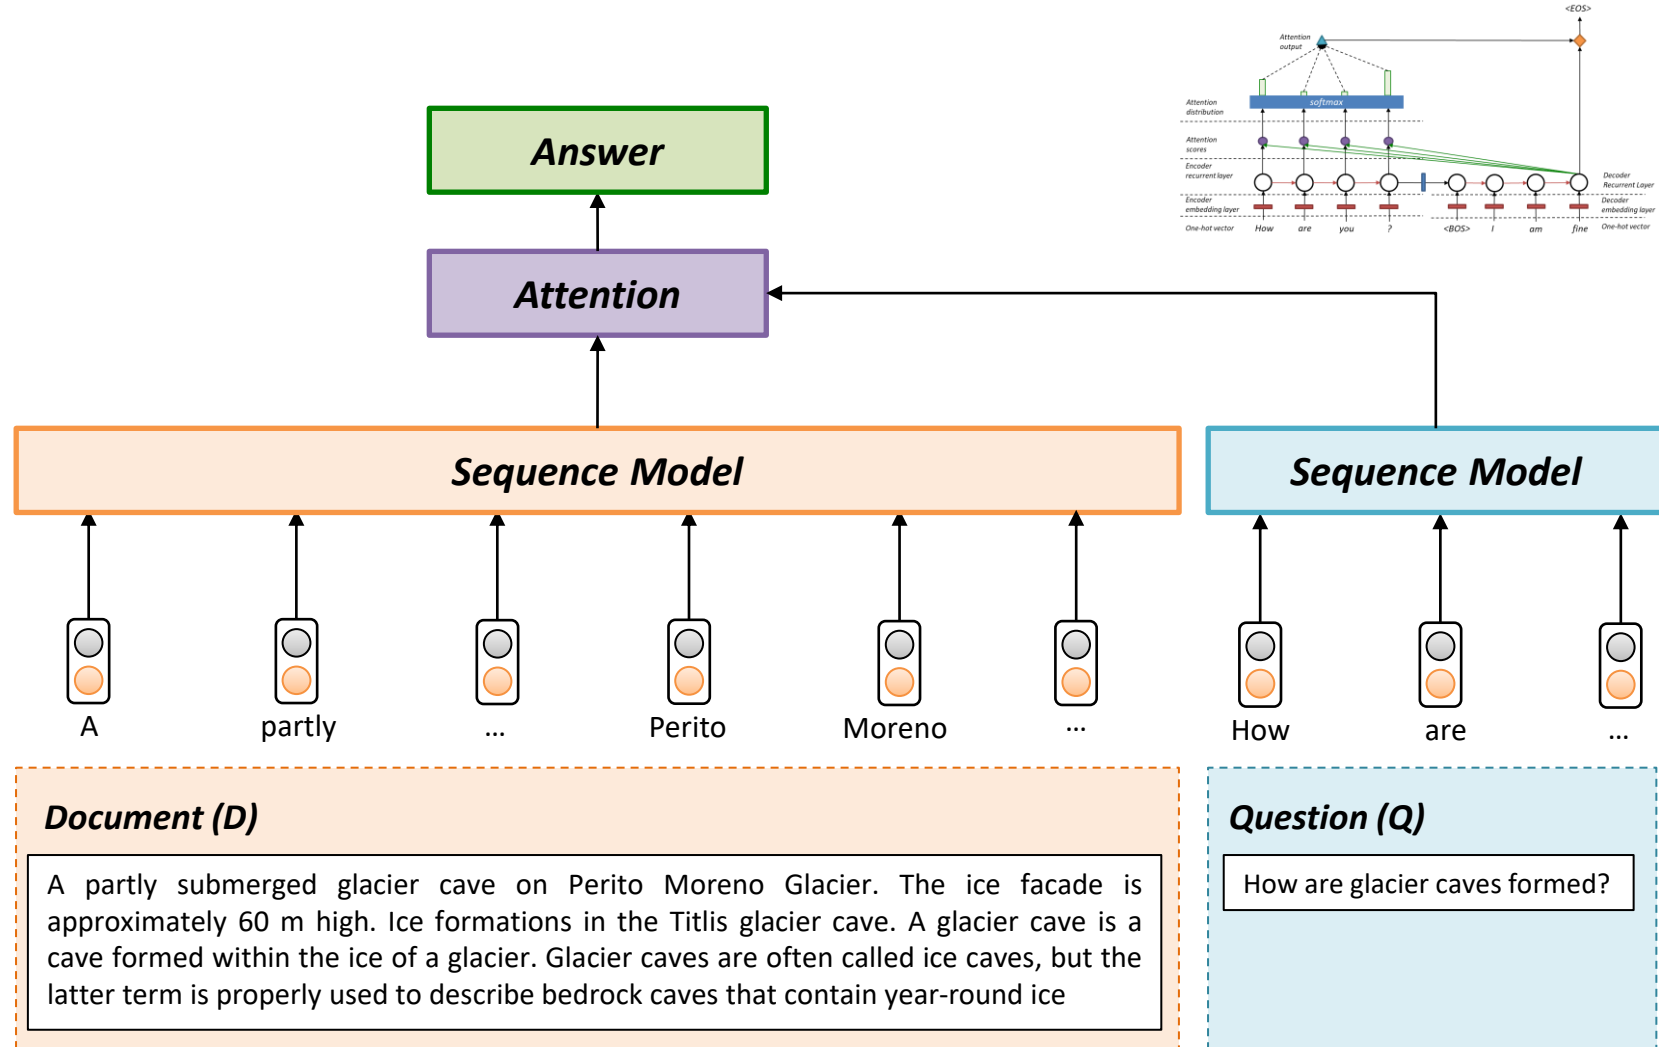 <EOS>
Attention
output
Attention
distribution
softmax
Attention
scores
Encoder
recurrent layer
Decoder
Recurrent Layer
Encoder
embedding layer
Decoder
embedding layer
One-hot vector How are you ? <BOS> I am fine One-hot vector
Answer
Attention
Sequence Model
Sequence Model
A partly ... Perito Moreno ... How are ...
Document (D)
A partly submerged glacier cave on Perito Moreno Glacier. The ice facade is
approximately 60 m high. Ice formations in the Titlis glacier cave. A glacier cave is a
cave formed within the ice of a glacier. Glacier caves are often called ice caves, but the
latter term is properly used to describe bedrock caves that contain year-round ice
Question (Q)
How are glacier caves formed?